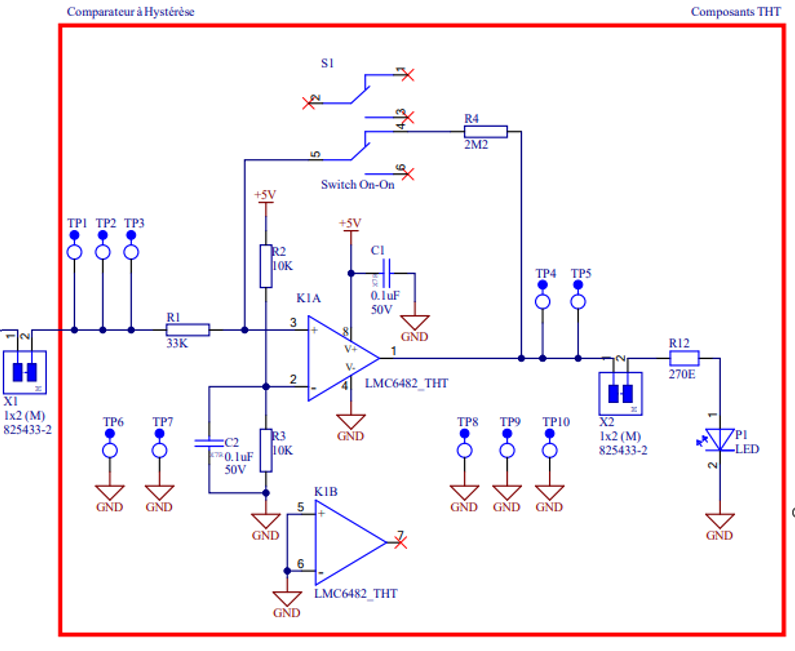 Comparateur à Hystérèse
Composants THT
S1
1
2
3
4
R4
2M2
5
6
Switch On-On
+5V
TP1 TP2 TP3
+5V
R2
10K
C1
0.1uF
50V
GND
TP4 TP5
K1A
R1
33K
3
+
8
V+
V-
1
2
-
4
LMC6482_THT
GND
1
2
X1
1x2 (M)
825433-2
1
2
X2
1x2 (M)
825433-2
R12
270E
TP6
TP7
GND
GND
C2
0.1uF
50V
R3
10K
GND
TP8 TP9 TP10
GND GND GND
1
P1
LED
2
GND
K1B
5
+
7
6
-
LMC6482_THT
GND